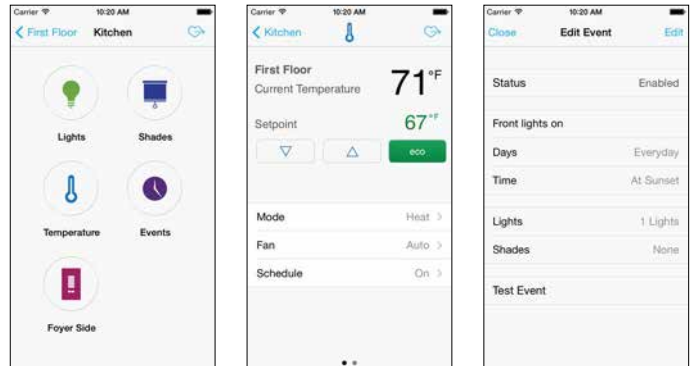 Carrier 10:20 AM
First Floor Kitchen
Lights Shades
Temperature Events
Foyer Side
Carrier 10:20 AM
Kitchen
First Floor
Current Temperature 71°F
Setpoint 67°F
eco
Mode Heat
Fan Auto
Schedule On
Carrier 10:20 AM
Close Edit Event Edit
Status Enabled
Front lights on
Days Everyday
Time At Sunset
Lights 1 Lights
Shades None
Test Event